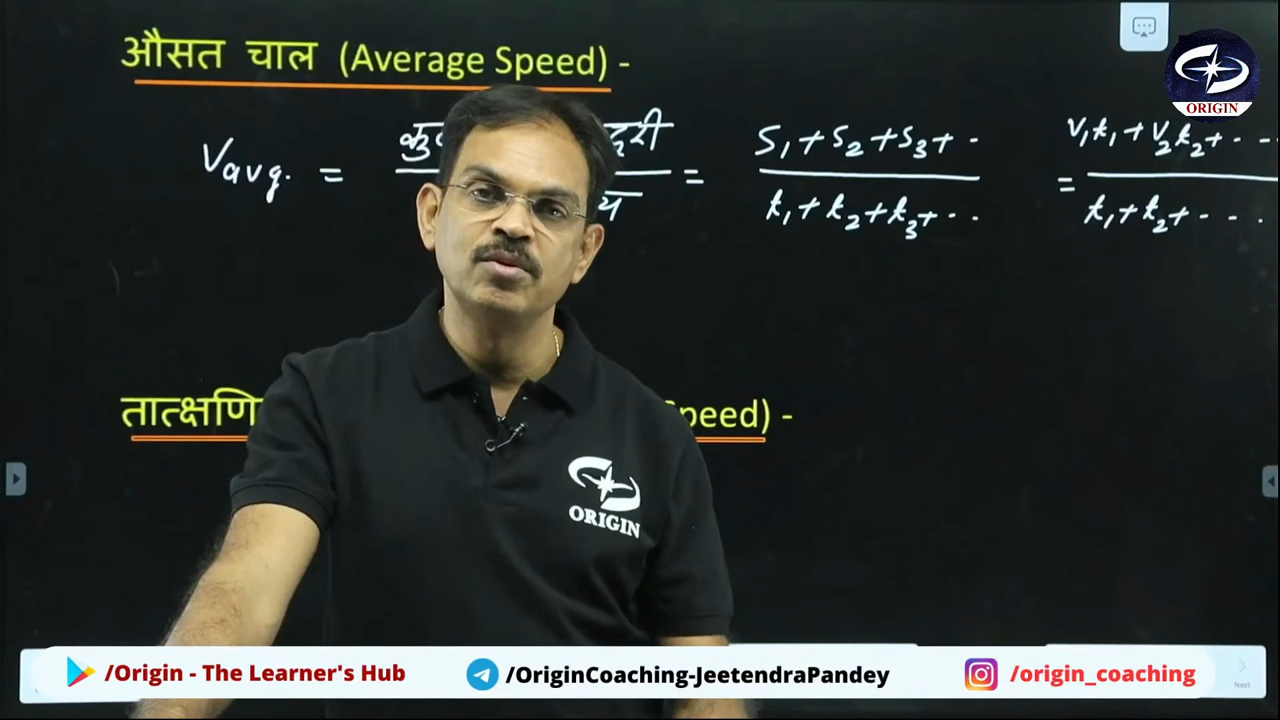 औसत चाल (Average Speed) -
ORIGIN
Vavg. = दूरी = S₁+S₂+S₃+·· = V₁t₁+V₂t₂+···
t₁+t₂+t₃+·· t₁+t₂+····
Speed) -
ORIGIN
/Origin - The Learner's Hub
/OriginCoaching-JeetendraPandey
/origin_coaching
Next